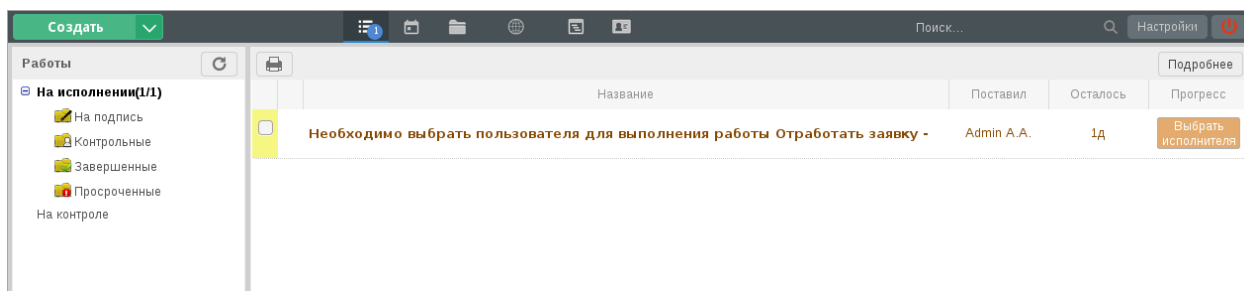 Создать
1
Поиск...
Настройки
Работы
Подробнее
На исполнении(1/1)
На подпись
Контрольные
Завершенные
Просроченные
На контроле
Название
Поставил
Осталось
Прогресс
Необходимо выбрать пользователя для выполнения работы Отработать заявку -
Admin A.A.
1д
Выбрать
исполнителя